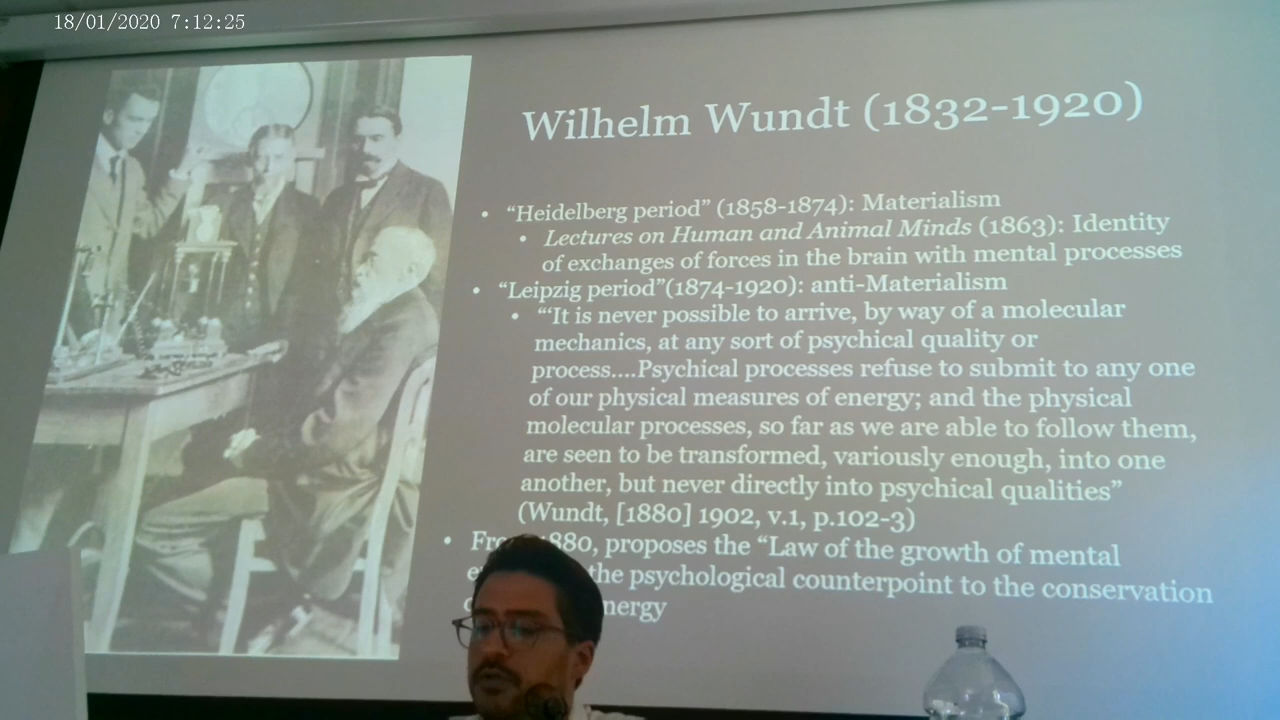 18/01/2020 7:12:25
Wilhelm Wundt (1832-1920)
• “Heidelberg period” (1858-1874): Materialism
• Lectures on Human and Animal Minds (1863): Identity
of exchanges of forces in the brain with mental processes
• “Leipzig period”(1874-1920): anti-Materialism
• “‘It is never possible to arrive, by way of a molecular
mechanics, at any sort of psychical quality or
process....Psychical processes refuse to submit to any one
of our physical measures of energy; and the physical
molecular processes, so far as we are able to follow them,
are seen to be transformed, variously enough, into one
another, but never directly into psychical qualities”
(Wundt, [1880] 1902, v.1, p.102-3)
• 880, proposes the “Law of the growth of mental
the psychological counterpoint to the conservation
nergy